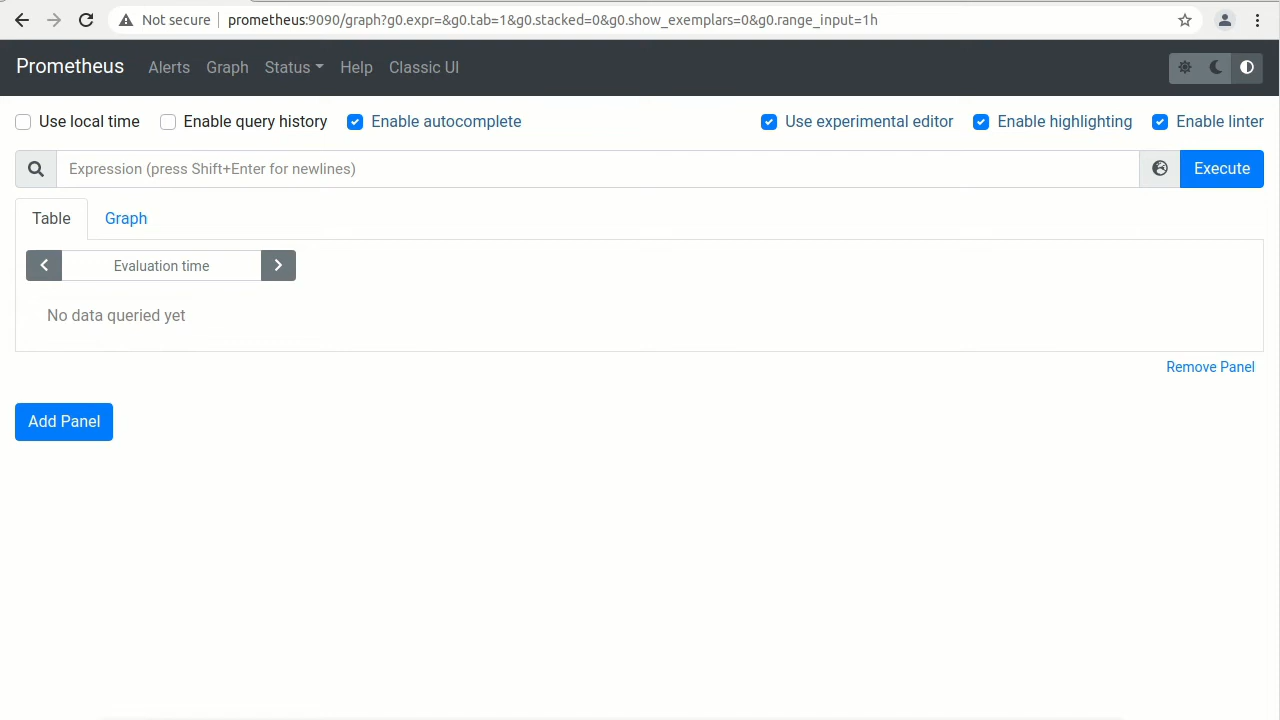 Not secure prometheus:9090/graph?g0.expr=&g0.tab=1&g0.stacked=0&g0.show_exemplars=0&g0.range_input=1h
Prometheus Alerts Graph Status Help Classic UI
Use local time Enable query history Enable autocomplete Use experimental editor Enable highlighting Enable linter
Expression (press Shift+Enter for newlines) Execute
Table Graph
Evaluation time
No data queried yet
Remove Panel
Add Panel